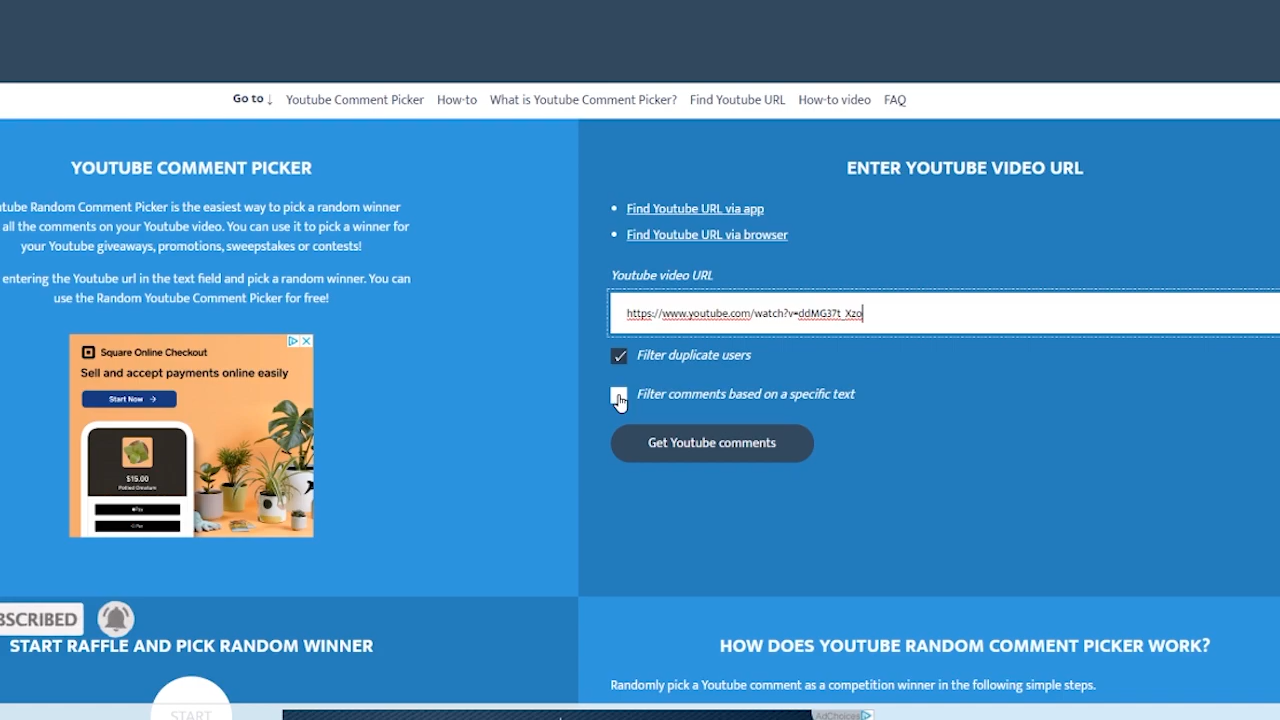 Go to ↓ Youtube Comment Picker How-to What is Youtube Comment Picker? Find Youtube URL How-to video FAQ
YOUTUBE COMMENT PICKER
tube Random Comment Picker is the easiest way to pick a random winner
all the comments on your Youtube video. You can use it to pick a winner for
your Youtube giveaways, promotions, sweepstakes or contests!
entering the Youtube url in the text field and pick a random winner. You can
use the Random Youtube Comment Picker for free!
Square Online Checkout
Sell and accept payments online easily
Start Now →
$15.00
Potted Geranium
Pay
Pay
ENTER YOUTUBE VIDEO URL
• Find Youtube URL via app
• Find Youtube URL via browser
Youtube video URL
https://www.youtube.com/watch?v=ddMG37t_Xzo
Filter duplicate users
Filter comments based on a specific text
Get Youtube comments
BSCRIBED
START RAFFLE AND PICK RANDOM WINNER
START
HOW DOES YOUTUBE RANDOM COMMENT PICKER WORK?
Randomly pick a Youtube comment as a competition winner in the following simple steps.
AdChoices